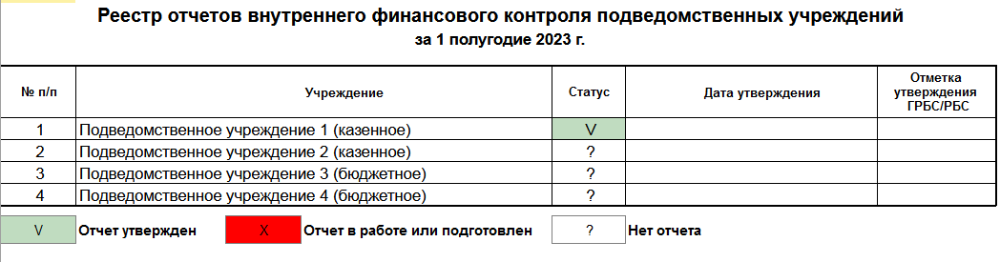 Реестр отчетов внутреннего финансового контроля подведомственных учреждений
за 1 полугодие 2023 г.
№ п/п Учреждение Статус Дата утверждения Отметка утверждения ГРБС/РБС
1 Подведомственное учреждение 1 (казенное) V
2 Подведомственное учреждение 2 (казенное) ?
3 Подведомственное учреждение 3 (бюджетное) ?
4 Подведомственное учреждение 4 (бюджетное) ?
V Отчет утвержден X Отчет в работе или подготовлен ? Нет отчета